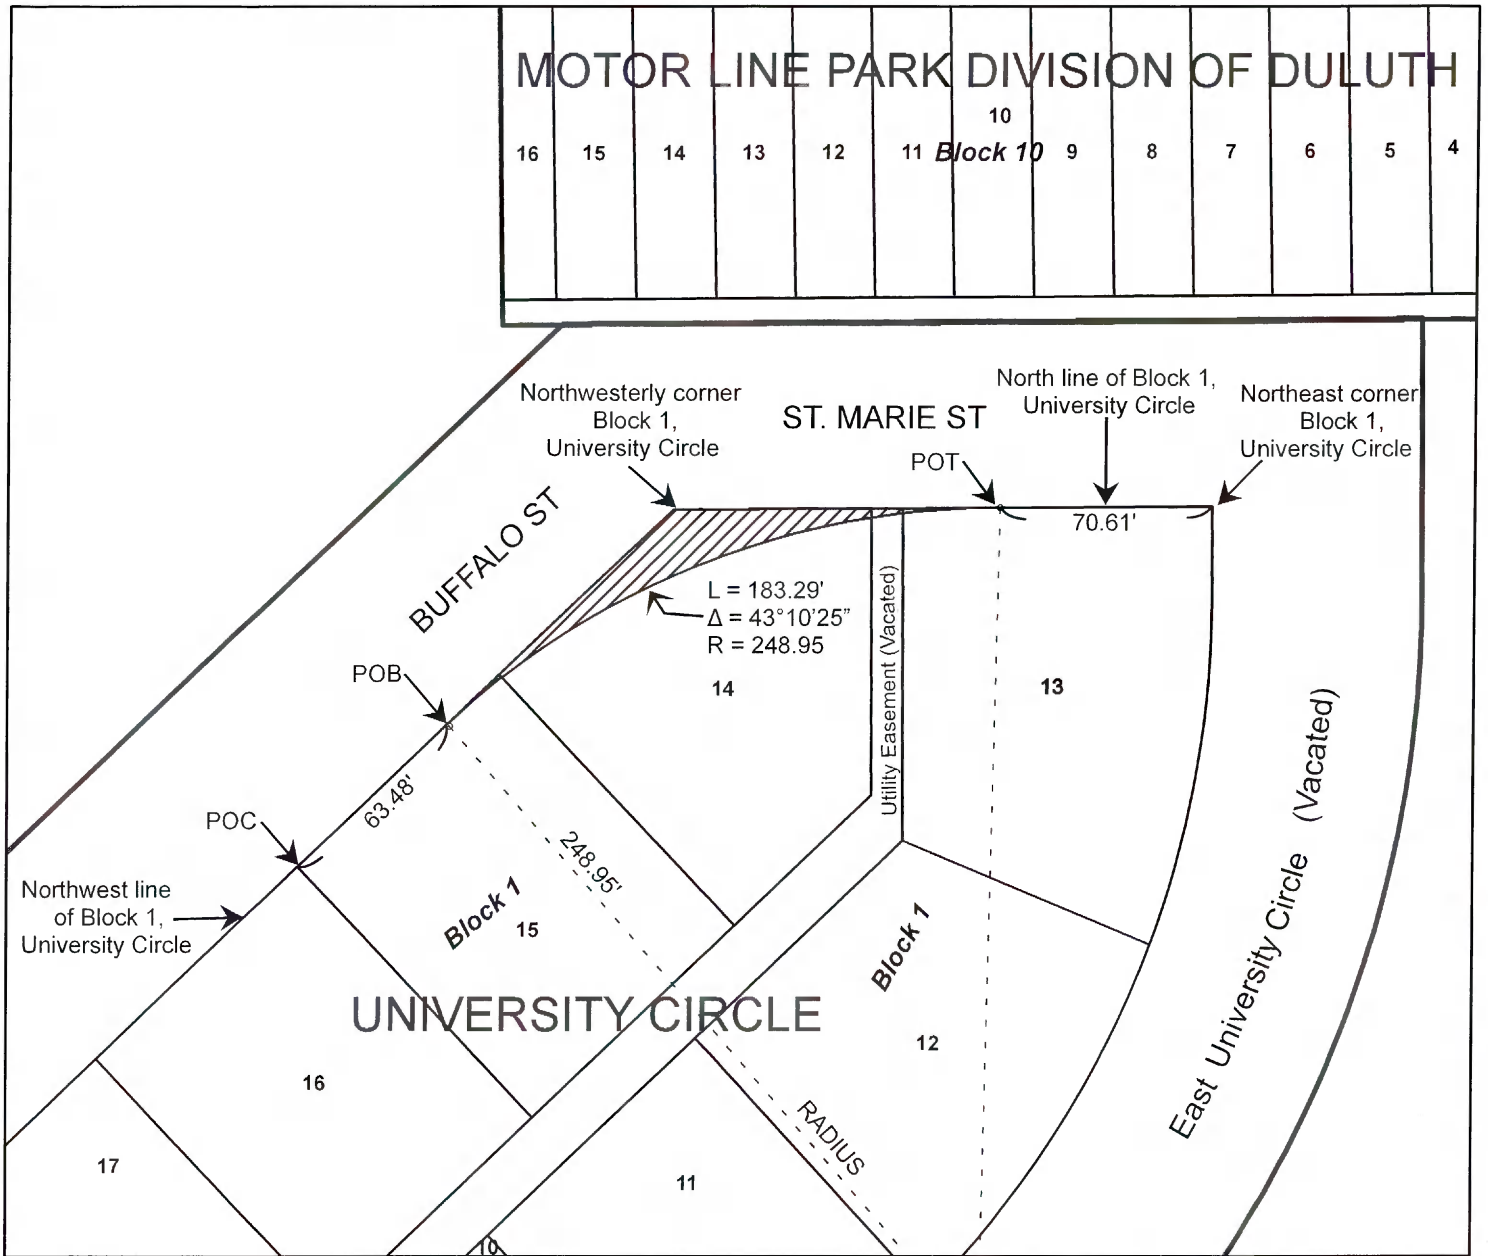 MOTOR LINE PARK DIVISION OF DULUTH
10
16 15 14 13 12 11 Block 10 9 8 7 6 5 4
North line of Block 1,
University Circle
Northwesterly corner
Block 1,
University Circle
ST. MARIE ST
Northeast corner
Block 1,
University Circle
POT
70.61'
BUFFALO ST
L = 183.29'
Δ = 43°10'25"
R = 248.95
Utility Easement (Vacated)
POB
14
13
63.48'
POC
248.95'
Northwest line
of Block 1,
University Circle
Block 1
15
Block 1
East University Circle (Vacated)
UNIVERSITY CIRCLE
12
16
RADIUS
17
11
10